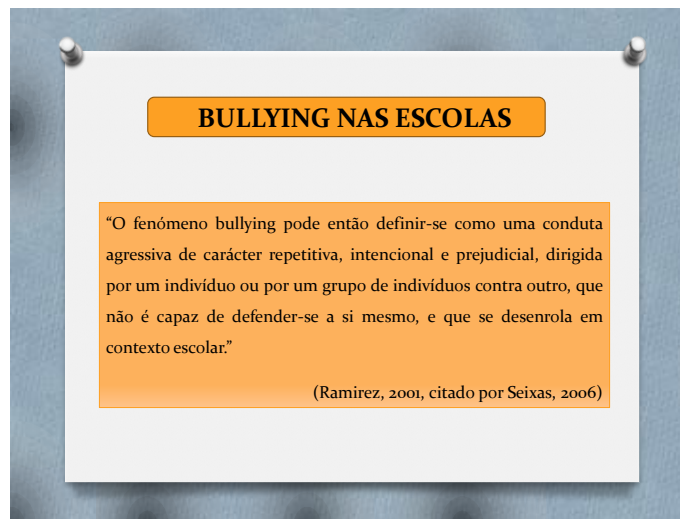 BULLYING NAS ESCOLAS
“O fenómeno bullying pode então definir-se como uma conduta
agressiva de carácter repetitiva, intencional e prejudicial, dirigida
por um indivíduo ou por um grupo de indivíduos contra outro, que
não é capaz de defender-se a si mesmo, e que se desenrola em
contexto escolar.”
(Ramirez, 2001, citado por Seixas, 2006)